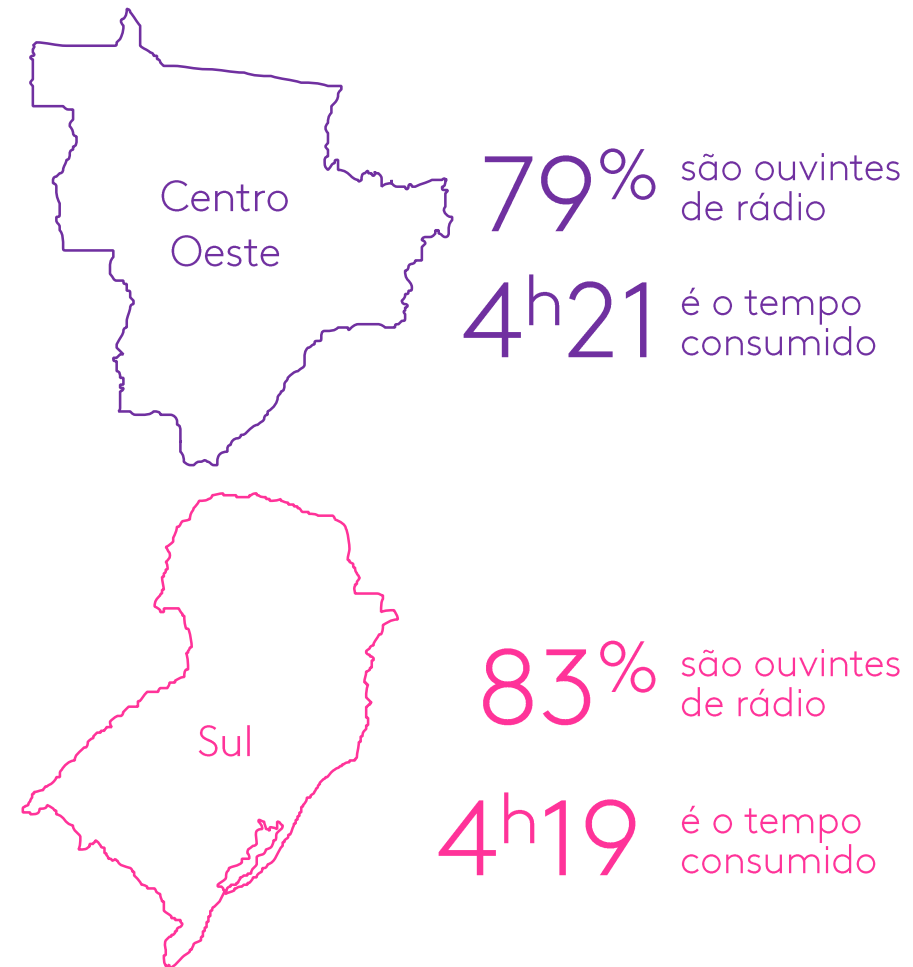 Centro
Oeste
79% são ouvintes
de rádio
4h21 é o tempo
consumido
Sul
83% são ouvintes
de rádio
4h19 é o tempo
consumido